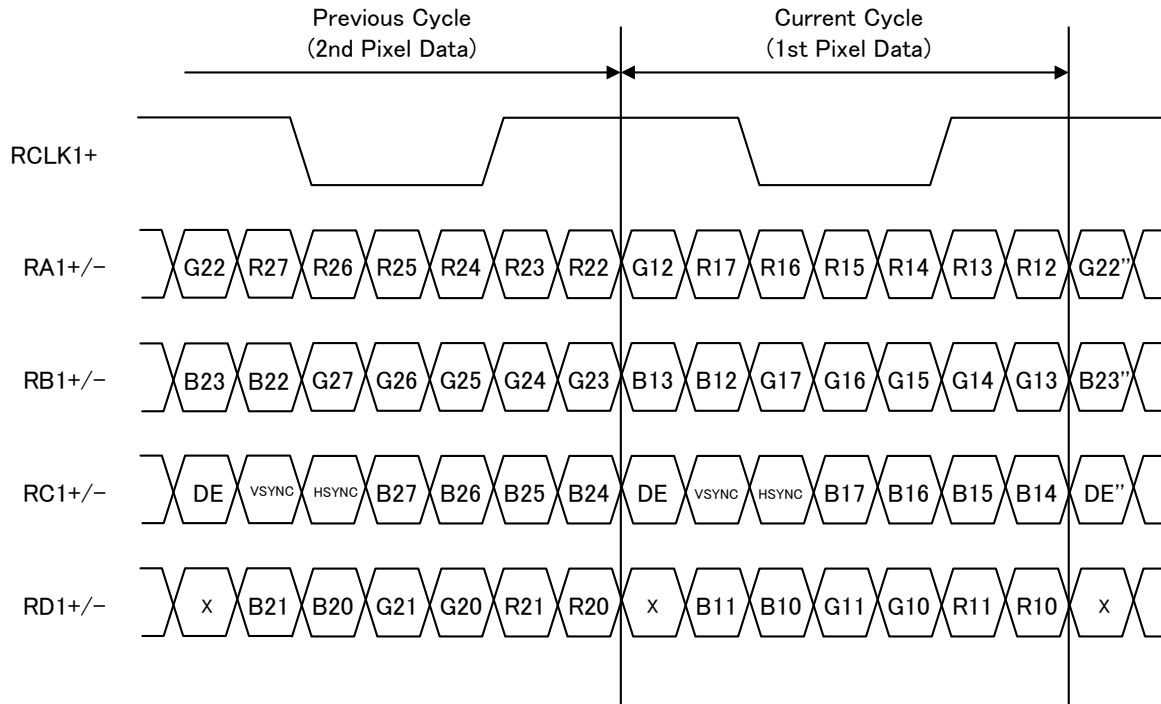 Previous Cycle
(2nd Pixel Data)
Current Cycle
(1st Pixel Data)
RCLK1+
RA1+/- G22 R27 R26 R25 R24 R23 R22 G12 R17 R16 R15 R14 R13 R12 G22''
RB1+/- B23 B22 G27 G26 G25 G24 G23 B13 B12 G17 G16 G15 G14 G13 B23''
RC1+/- DE VSYNC HSYNC B27 B26 B25 B24 DE VSYNC HSYNC B17 B16 B15 B14 DE''
RD1+/- X B21 B20 G21 G20 R21 R20 X B11 B10 G11 G10 R11 R10 X